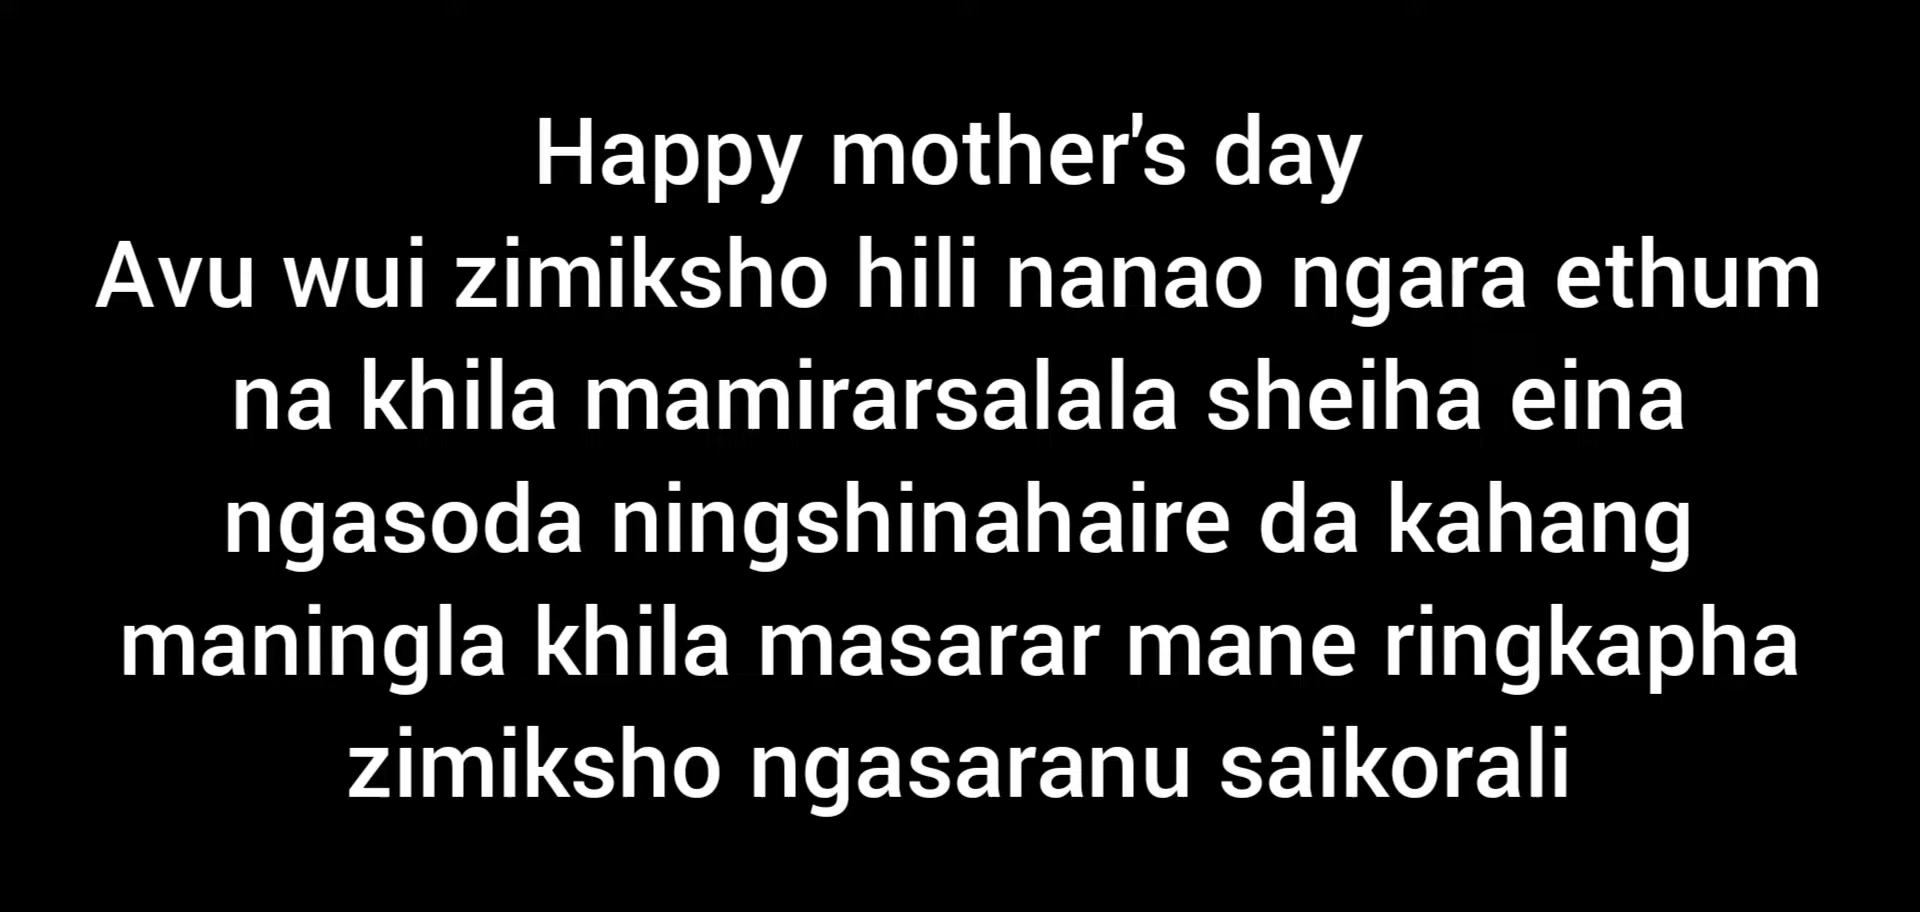 Happy mother's day
Avu wui zimiksho hili nanao ngara ethum
na khila mamirarsalala sheiha eina
ngasoda ningshinahaire da kahang
maningla khila masarar mane ringkapha
zimiksho ngasaranu saikorali